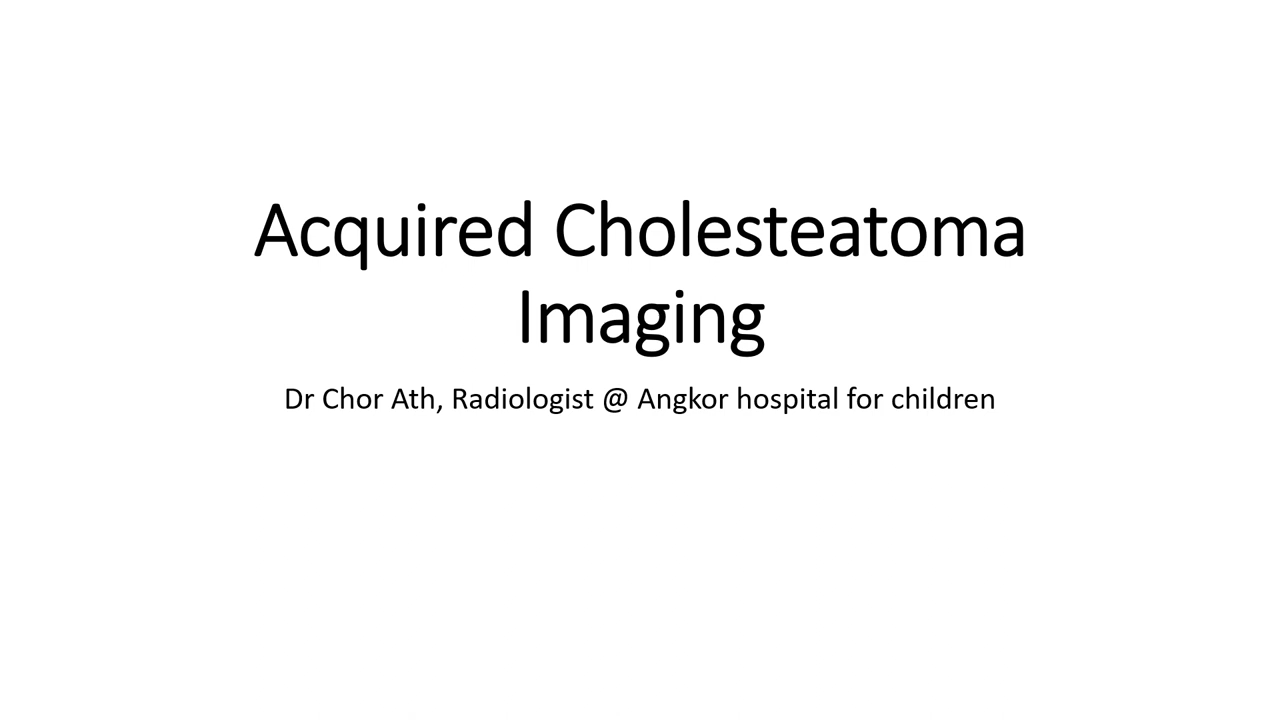 Acquired Cholesteatoma
Imaging
Dr Chor Ath, Radiologist @ Angkor hospital for children